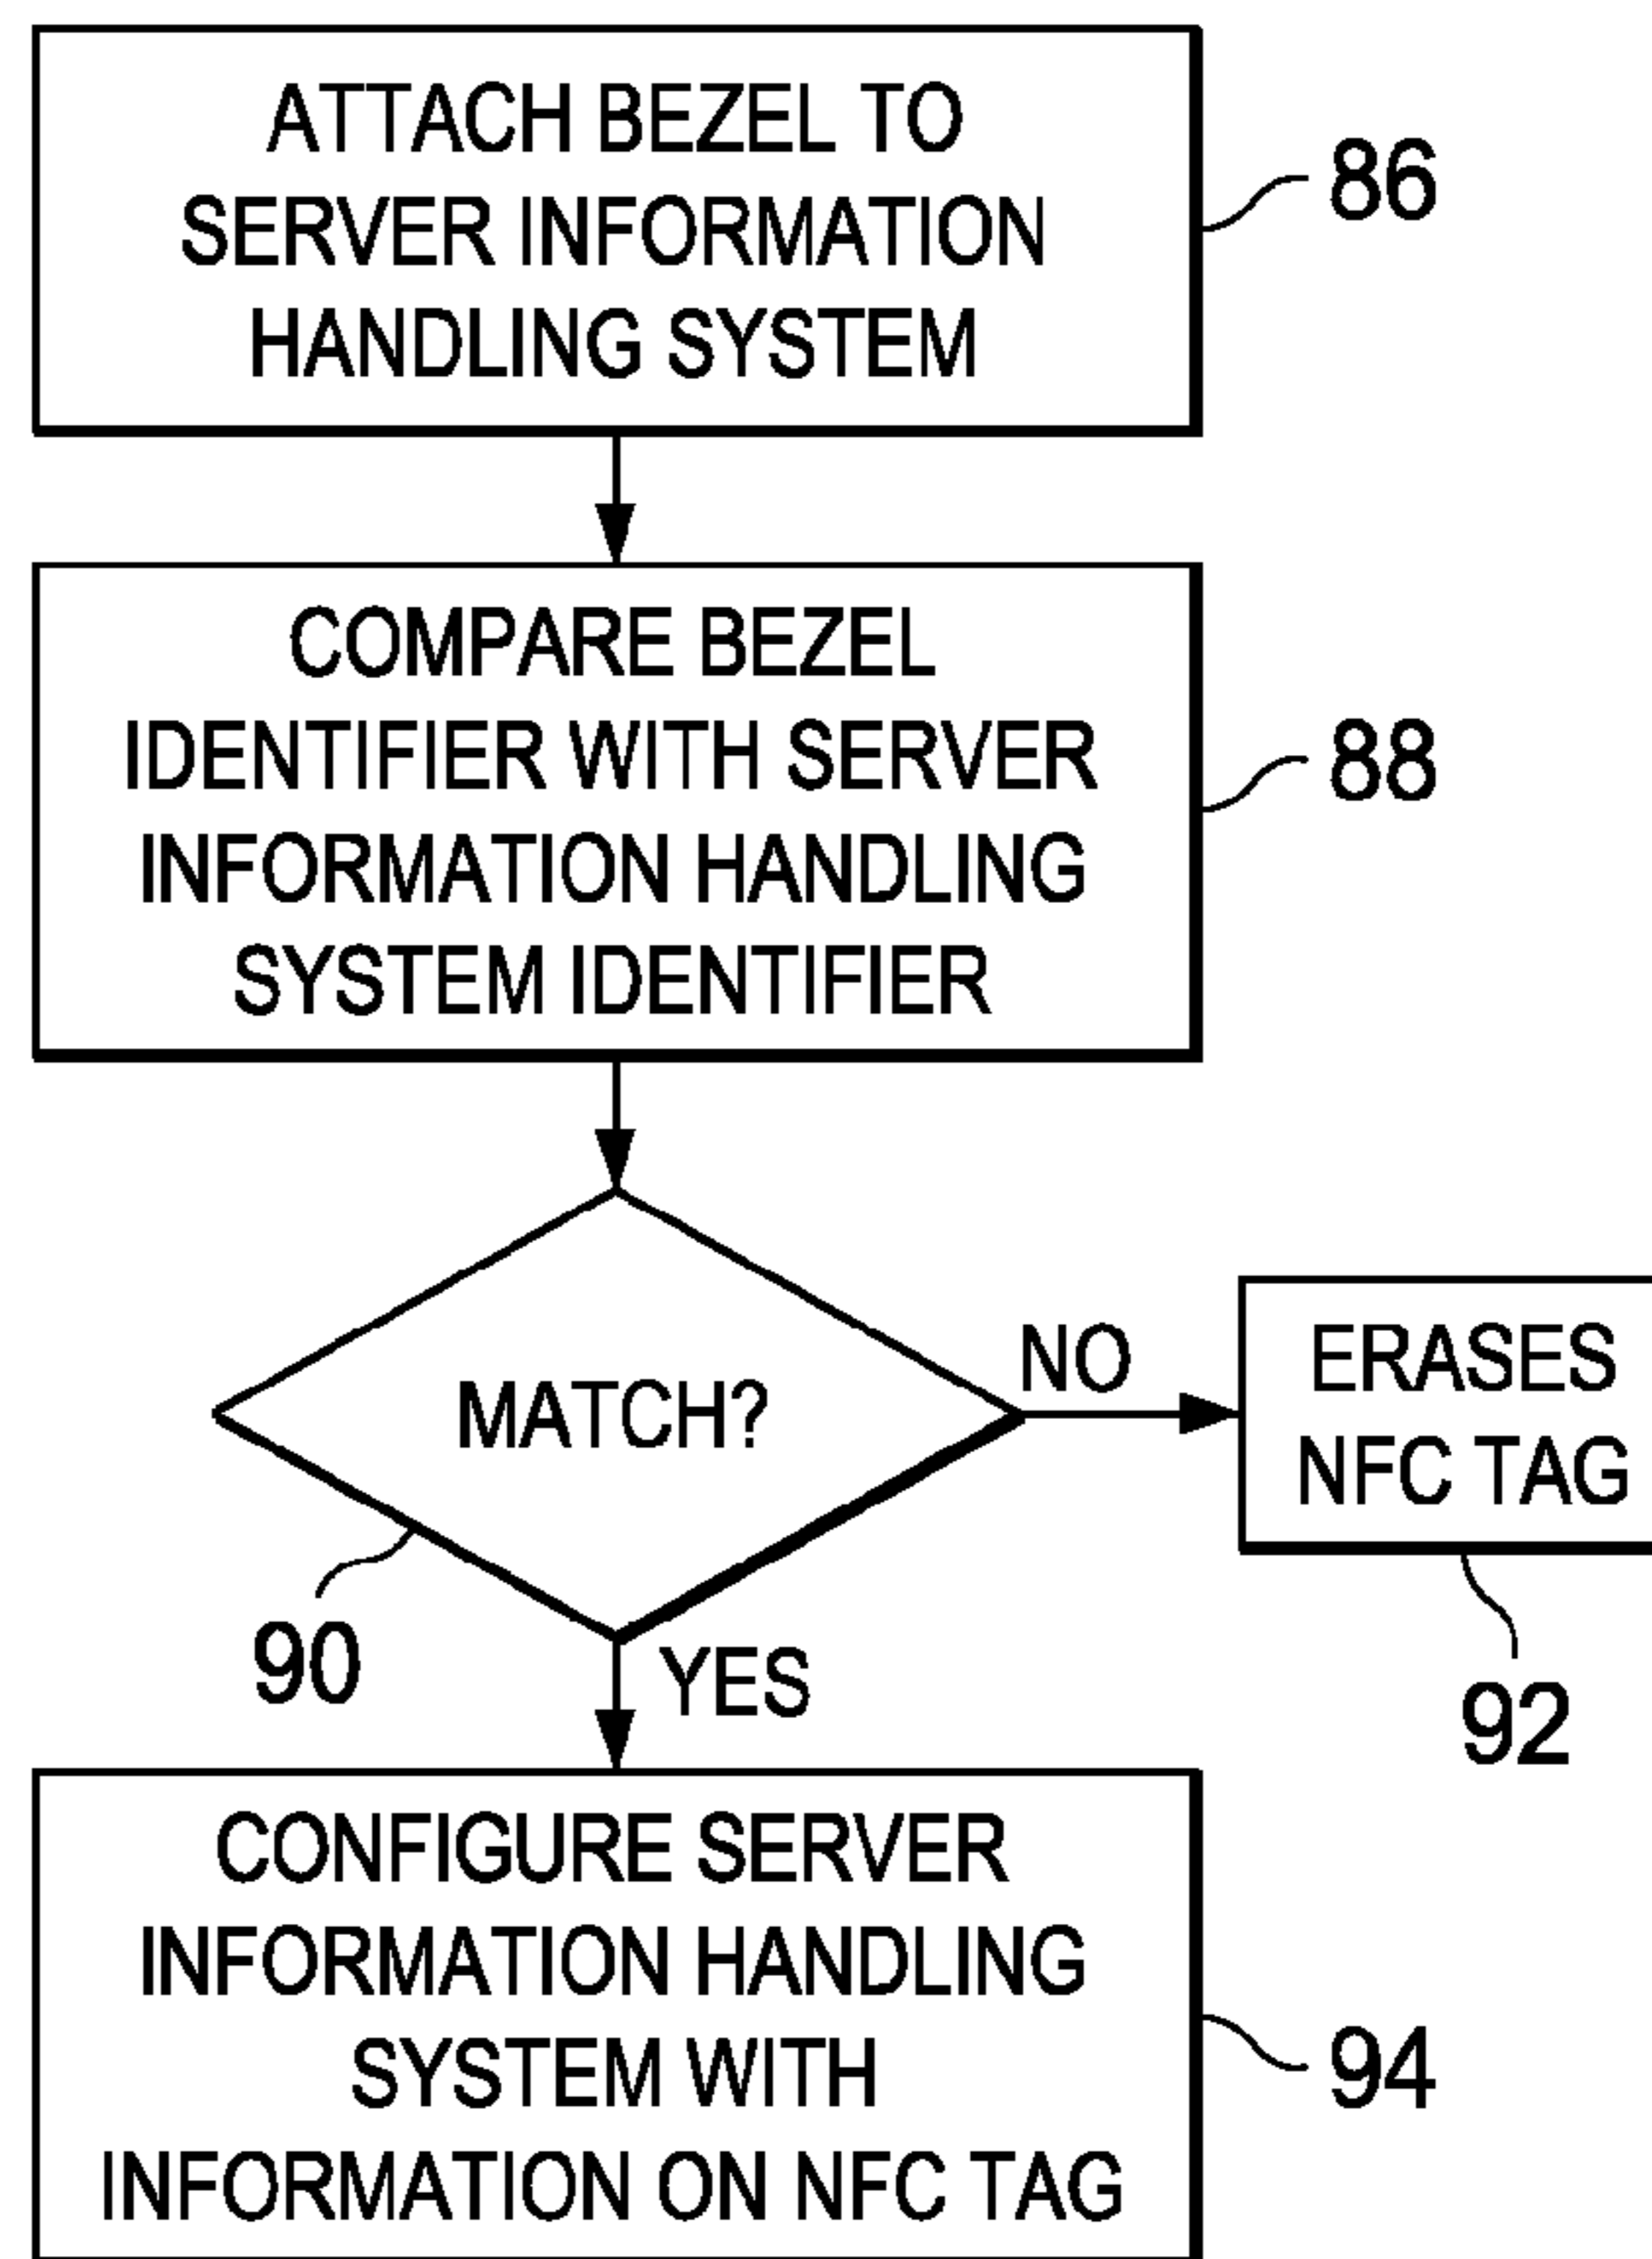 ATTACH BEZEL TO
SERVER INFORMATION
HANDLING SYSTEM
86
COMPARE BEZEL
IDENTIFIER WITH SERVER
INFORMATION HANDLING
SYSTEM IDENTIFIER
88
MATCH?
90
NO
ERASES
NFC TAG
92
YES
CONFIGURE SERVER
INFORMATION HANDLING
SYSTEM WITH
INFORMATION ON NFC TAG
94